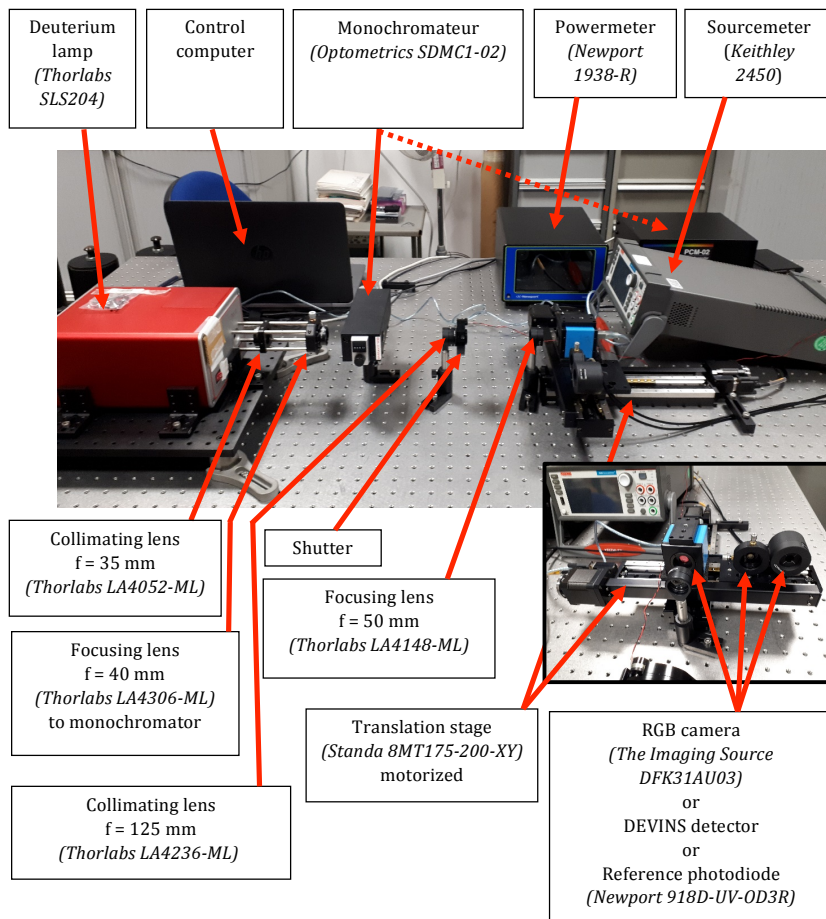 Deuterium
lamp
(Thorlabs
SLS204)
Control
computer
Monochromateur
(Optometrics SDMC1-02)
Powermeter
(Newport
1938-R)
Sourcemeter
(Keithley
2450)
PCM-02
Newport
Collimating lens
f = 35 mm
(Thorlabs LA4052-ML)
Focusing lens
f = 40 mm
(Thorlabs LA4306-ML)
to monochromator
Collimating lens
f = 125 mm
(Thorlabs LA4236-ML)
Shutter
Focusing lens
f = 50 mm
(Thorlabs LA4148-ML)
Translation stage
(Standa 8MT175-200-XY)
motorized
RGB camera
(The Imaging Source
DFK31AU03)
or
DEVINS detector
or
Reference photodiode
(Newport 918D-UV-OD3R)